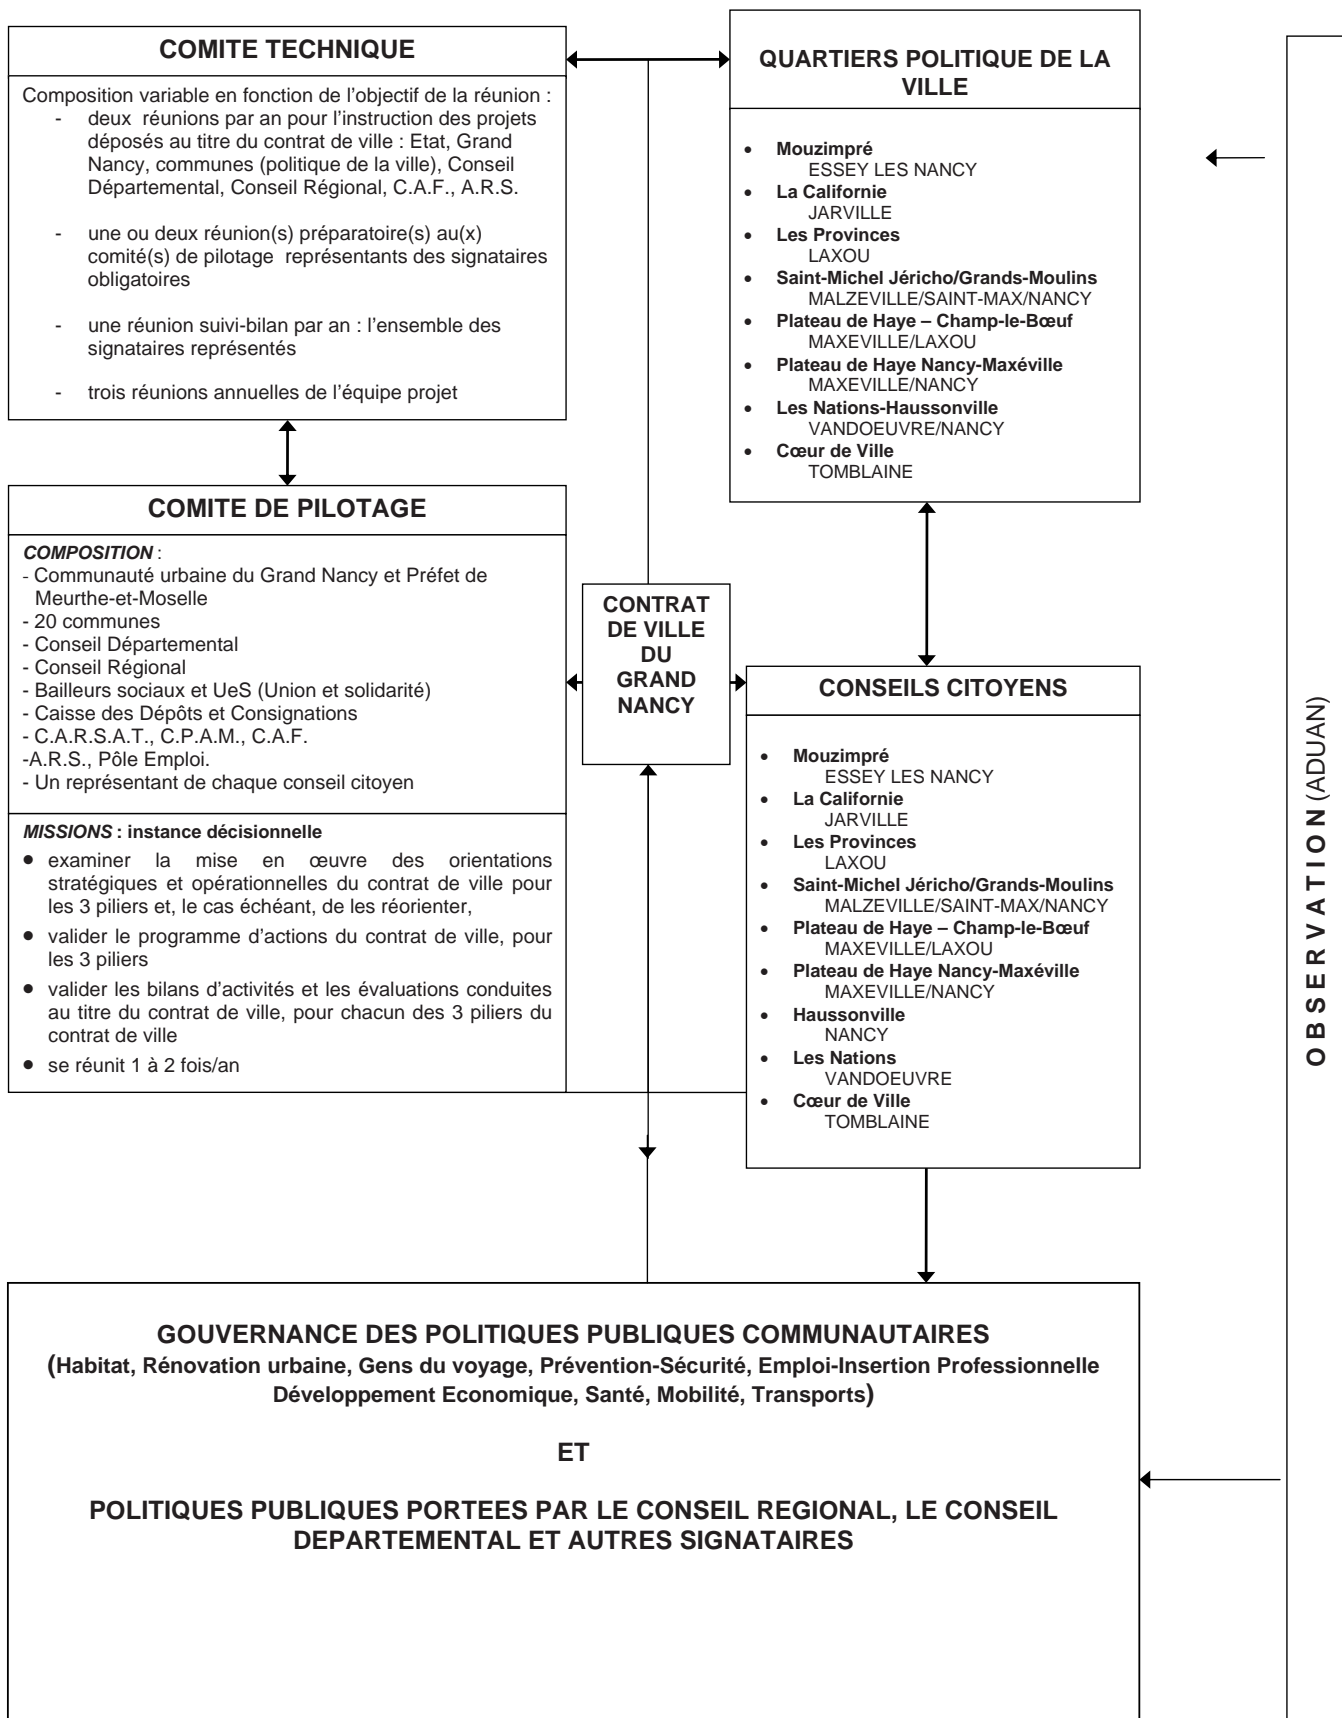 COMITE TECHNIQUE
Composition variable en fonction de l’objectif de la réunion :
- deux réunions par an pour l’instruction des projets
déposés au titre du contrat de ville : Etat, Grand
Nancy, communes (politique de la ville), Conseil
Départemental, Conseil Régional, C.A.F., A.R.S.
- une ou deux réunion(s) préparatoire(s) au(x)
comité(s) de pilotage représentants des signataires
obligatoires
- une réunion suivi-bilan par an : l’ensemble des
signataires représentés
- trois réunions annuelles de l’équipe projet
COMITE DE PILOTAGE
COMPOSITION :
- Communauté urbaine du Grand Nancy et Préfet de
Meurthe-et-Moselle
- 20 communes
- Conseil Départemental
- Conseil Régional
- Bailleurs sociaux et UeS (Union et solidarité)
- Caisse des Dépôts et Consignations
- C.A.R.S.A.T., C.P.A.M., C.A.F.
-A.R.S., Pôle Emploi.
- Un représentant de chaque conseil citoyen
MISSIONS : instance décisionnelle
• examiner la mise en œuvre des orientations
stratégiques et opérationnelles du contrat de ville pour
les 3 piliers et, le cas échéant, de les réorienter,
• valider le programme d’actions du contrat de ville, pour
les 3 piliers
• valider les bilans d’activités et les évaluations conduites
au titre du contrat de ville, pour chacun des 3 piliers du
contrat de ville
• se réunit 1 à 2 fois/an
CONTRAT
DE VILLE
DU
GRAND
NANCY
QUARTIERS POLITIQUE DE LA
VILLE
• Mouzimpré
ESSEY LES NANCY
• La Californie
JARVILLE
• Les Provinces
LAXOU
• Saint-Michel Jéricho/Grands-Moulins
MALZEVILLE/SAINT-MAX/NANCY
• Plateau de Haye – Champ-le-Bœuf
MAXEVILLE/LAXOU
• Plateau de Haye Nancy-Maxéville
MAXEVILLE/NANCY
• Les Nations-Haussonville
VANDOEUVRE/NANCY
• Cœur de Ville
TOMBLAINE
CONSEILS CITOYENS
• Mouzimpré
ESSEY LES NANCY
• La Californie
JARVILLE
• Les Provinces
LAXOU
• Saint-Michel Jéricho/Grands-Moulins
MALZEVILLE/SAINT-MAX/NANCY
• Plateau de Haye – Champ-le-Bœuf
MAXEVILLE/LAXOU
• Plateau de Haye Nancy-Maxéville
MAXEVILLE/NANCY
• Haussonville
NANCY
• Les Nations
VANDOEUVRE
• Cœur de Ville
TOMBLAINE
GOUVERNANCE DES POLITIQUES PUBLIQUES COMMUNAUTAIRES
(Habitat, Rénovation urbaine, Gens du voyage, Prévention-Sécurité, Emploi-Insertion Professionnelle
Développement Economique, Santé, Mobilité, Transports)
ET
POLITIQUES PUBLIQUES PORTEES PAR LE CONSEIL REGIONAL, LE CONSEIL
DEPARTEMENTAL ET AUTRES SIGNATAIRES
OBSERVATION (ADUAN)